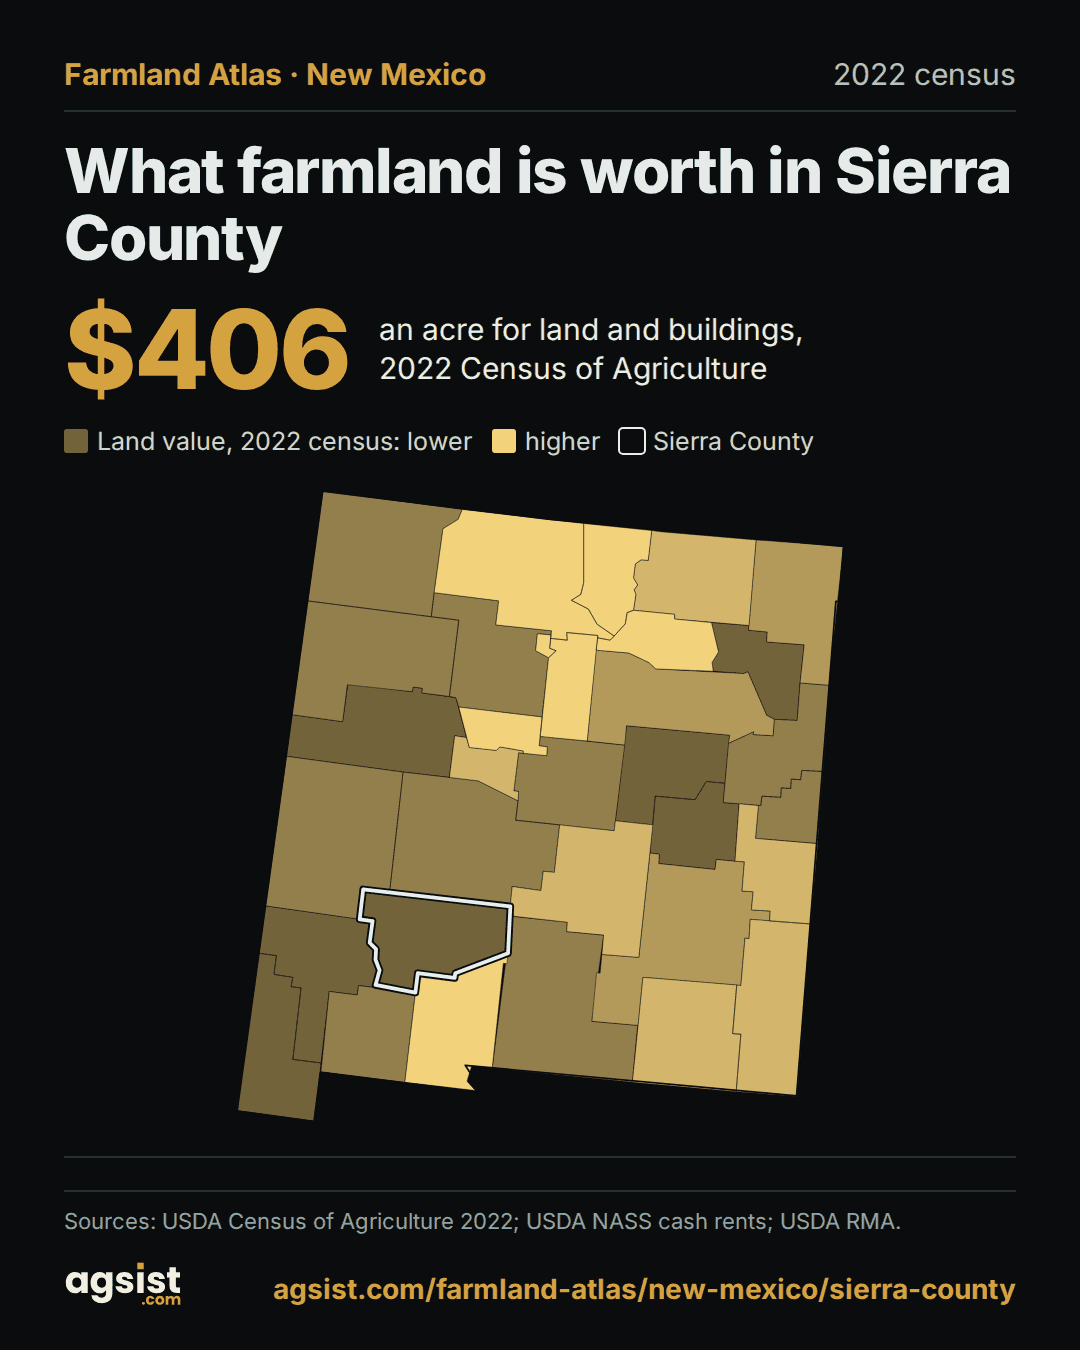 Farmland Atlas · New Mexico
2022 census
What farmland is worth in Sierra
County
$406
an acre for land and buildings,
2022 Census of Agriculture
Land value, 2022 census: lower
higher
Sierra County
Sources: USDA Census of Agriculture 2022; USDA NASS cash rents; USDA RMA.
agsist
.com
agsist.com/farmland-atlas/new-mexico/sierra-county